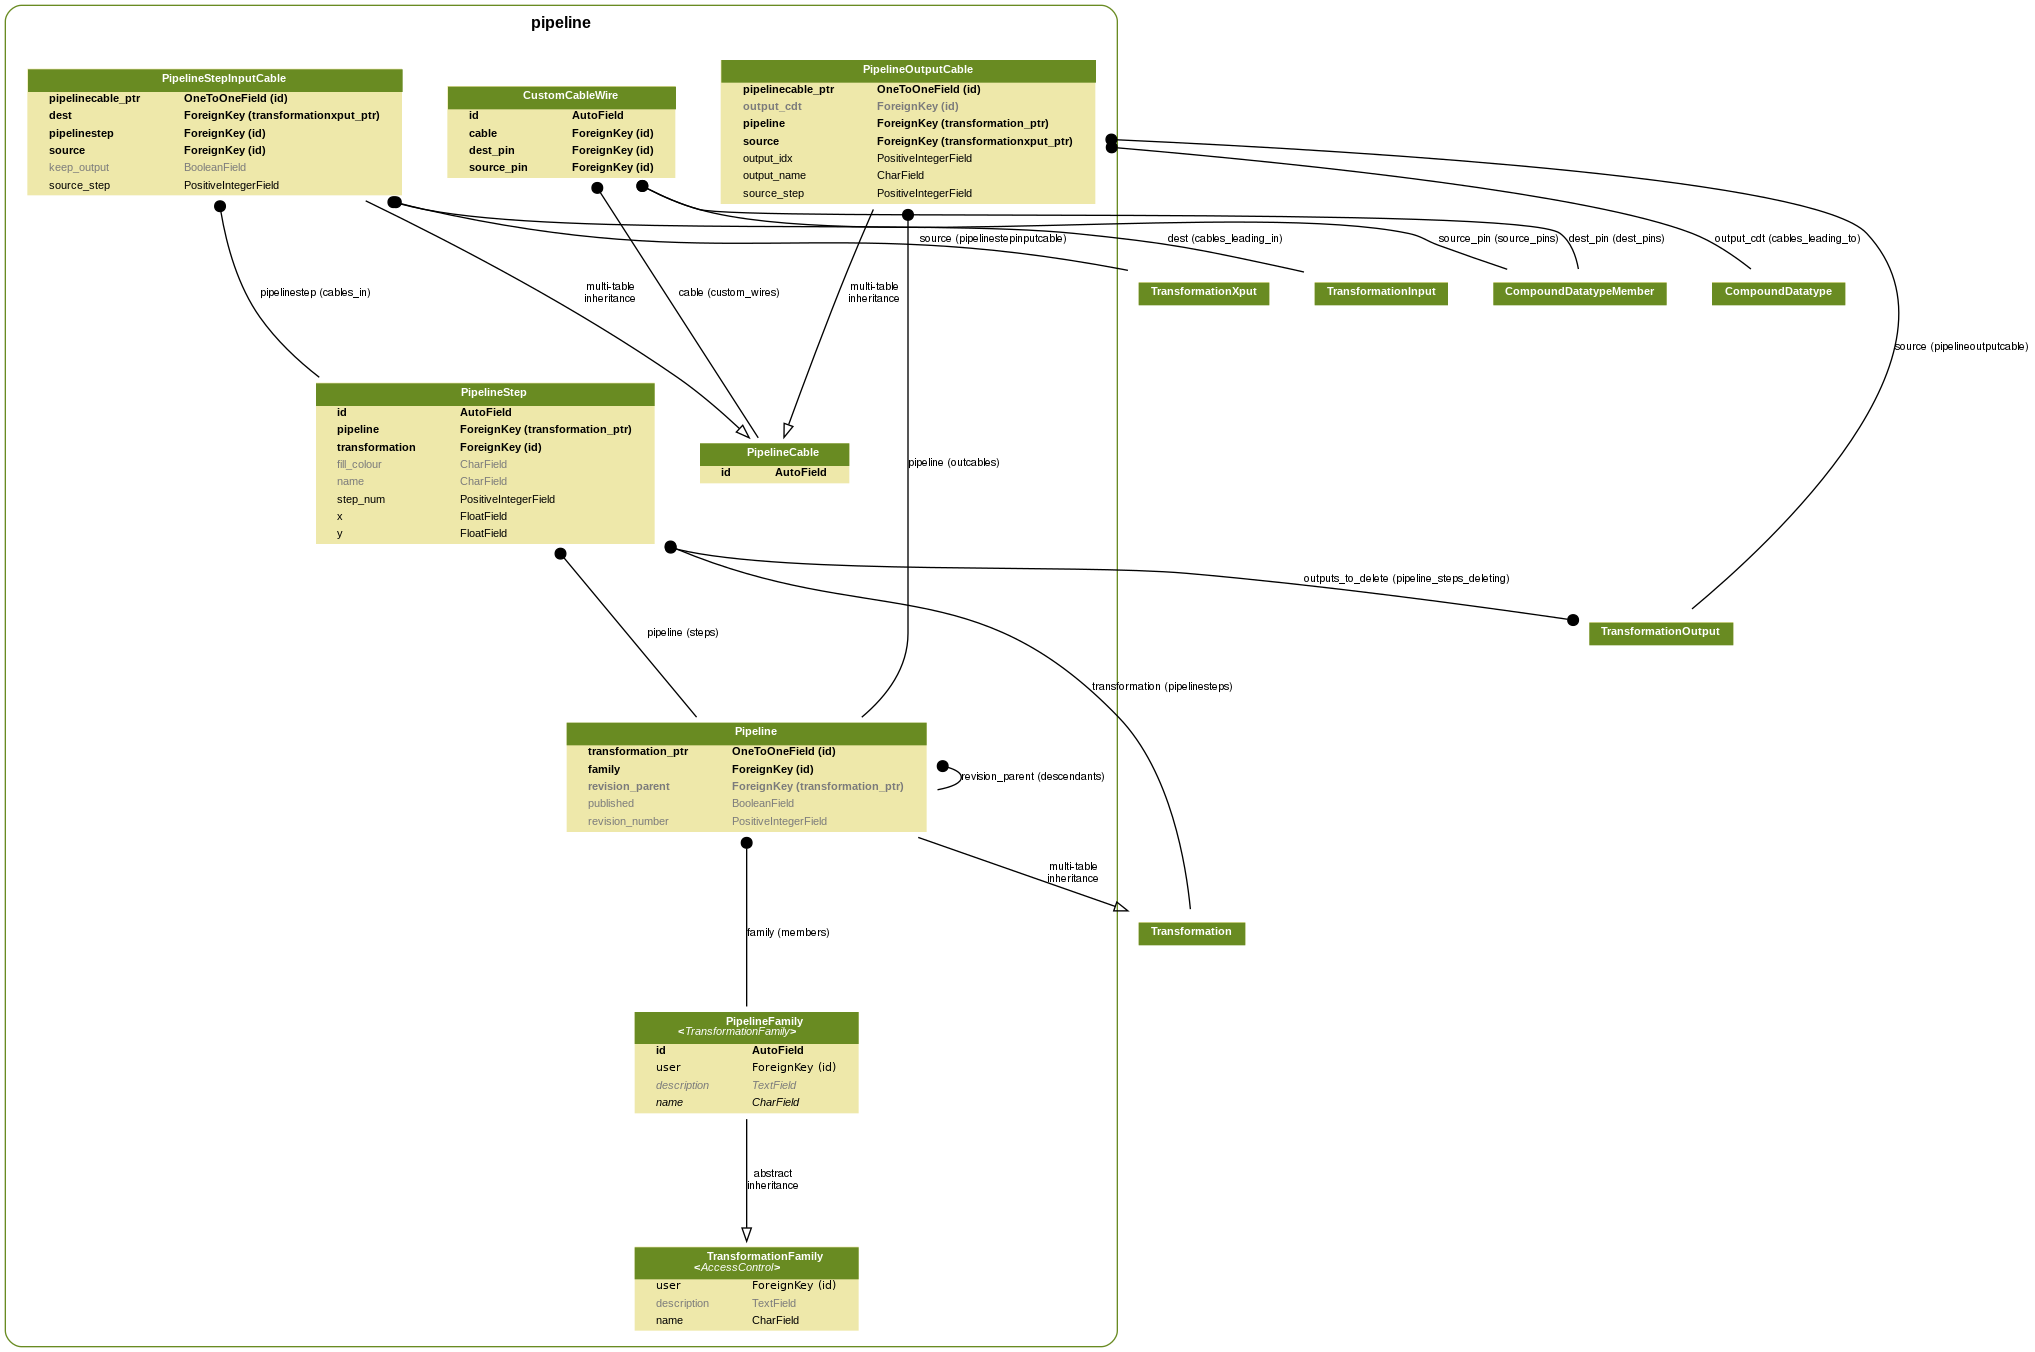 pipeline
PipelineStepInputCable
pipelinecable_ptr OneToOneField (id)
dest ForeignKey (transformationxput_ptr)
pipelinestep ForeignKey (id)
source ForeignKey (id)
keep_output BooleanField
source_step PositiveIntegerField
CustomCableWire
id AutoField
cable ForeignKey (id)
dest_pin ForeignKey (id)
source_pin ForeignKey (id)
PipelineOutputCable
pipelinecable_ptr OneToOneField (id)
output_cdt ForeignKey (id)
pipeline ForeignKey (transformation_ptr)
source ForeignKey (transformationxput_ptr)
output_idx PositiveIntegerField
output_name CharField
source_step PositiveIntegerField
source (pipelinestepinputcable)
dest (cables_leading_in)
source_pin (source_pins)
dest_pin (dest_pins)
output_cdt (cables_leading_to)
pipelinestep (cables_in)
multi-table
inheritance
cable (custom_wires)
multi-table
inheritance
TransformationXput
TransformationInput
CompoundDatatypeMember
CompoundDatatype
source (pipelineoutputcable)
PipelineStep
id AutoField
pipeline ForeignKey (transformation_ptr)
transformation ForeignKey (id)
fill_colour CharField
name CharField
step_num PositiveIntegerField
x FloatField
y FloatField
PipelineCable
id AutoField
pipeline (outcables)
outputs_to_delete (pipeline_steps_deleting)
TransformationOutput
pipeline (steps)
transformation (pipelinesteps)
Pipeline
transformation_ptr OneToOneField (id)
family ForeignKey (id)
revision_parent ForeignKey (transformation_ptr)
published BooleanField
revision_number PositiveIntegerField
revision_parent (descendants)
multi-table
inheritance
Transformation
family (members)
PipelineFamily
<TransformationFamily>
id AutoField
user ForeignKey (id)
description TextField
name CharField
abstract
inheritance
TransformationFamily
<AccessControl>
user ForeignKey (id)
description TextField
name CharField